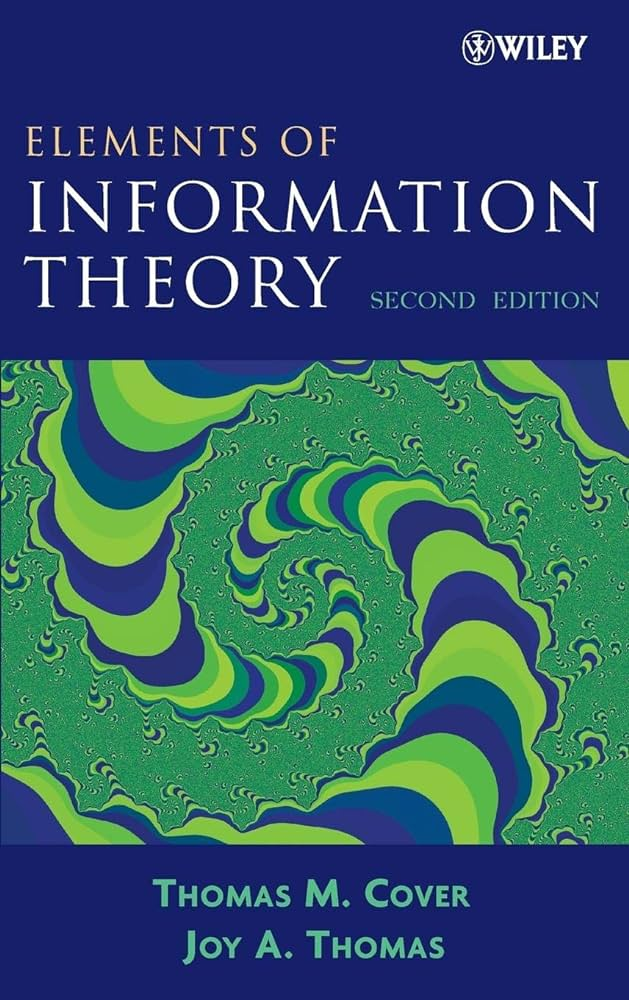 WILEY
ELEMENTS OF
INFORMATION
THEORY SECOND EDITION
THOMAS M. COVER
JOY A. THOMAS